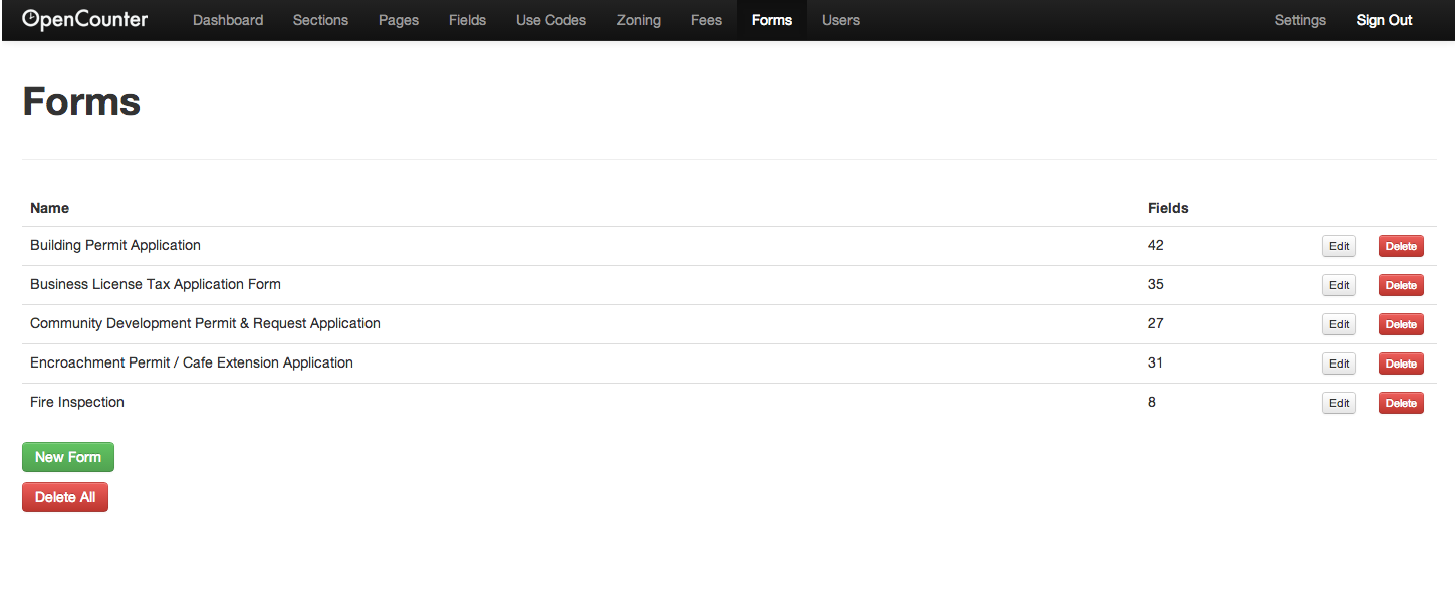 OpenCounter Dashboard Sections Pages Fields Use Codes Zoning Fees Forms Users Settings Sign Out
Forms
Name Fields
Building Permit Application 42 Edit Delete
Business License Tax Application Form 35 Edit Delete
Community Development Permit & Request Application 27 Edit Delete
Encroachment Permit / Cafe Extension Application 31 Edit Delete
Fire Inspection 8 Edit Delete
New Form
Delete All